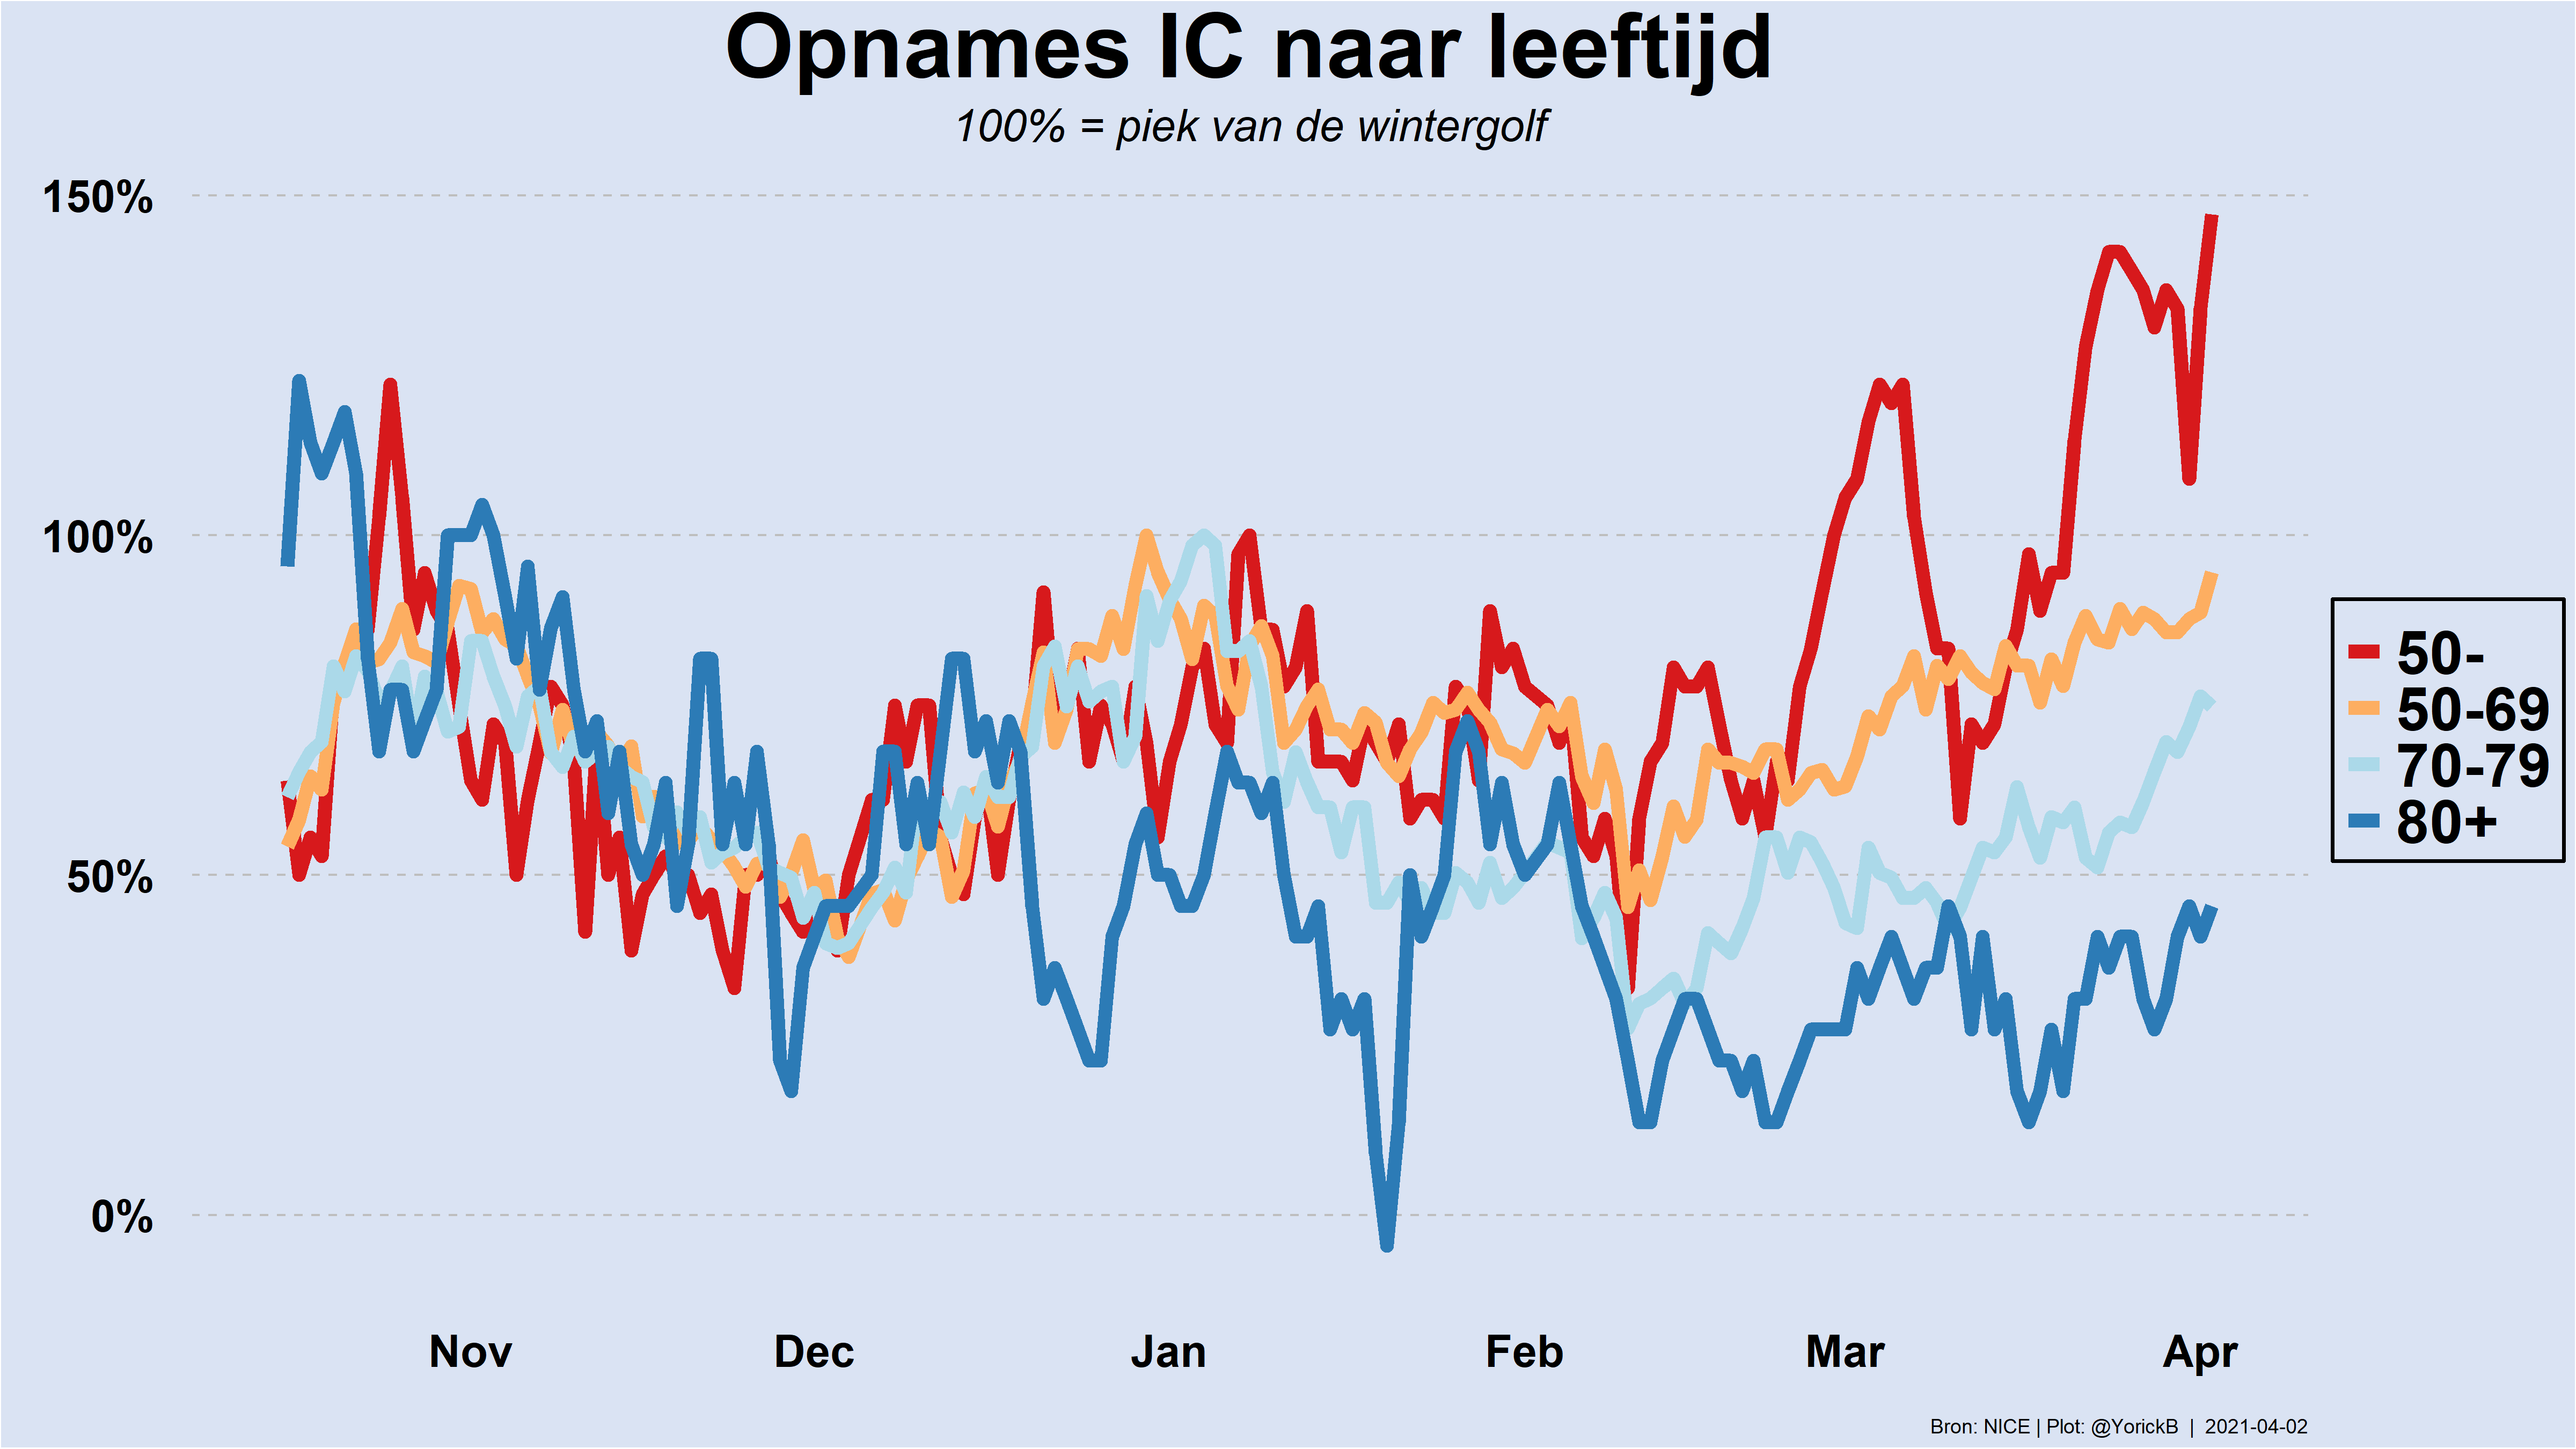 Opnames IC naar leeftijd
100% = piek van de wintergolf
150%
100%
50%
0%
50-
50-69
70-79
80+
Nov Dec Jan Feb Mar Apr
Bron: NICE | Plot: @YorickB | 2021-04-02